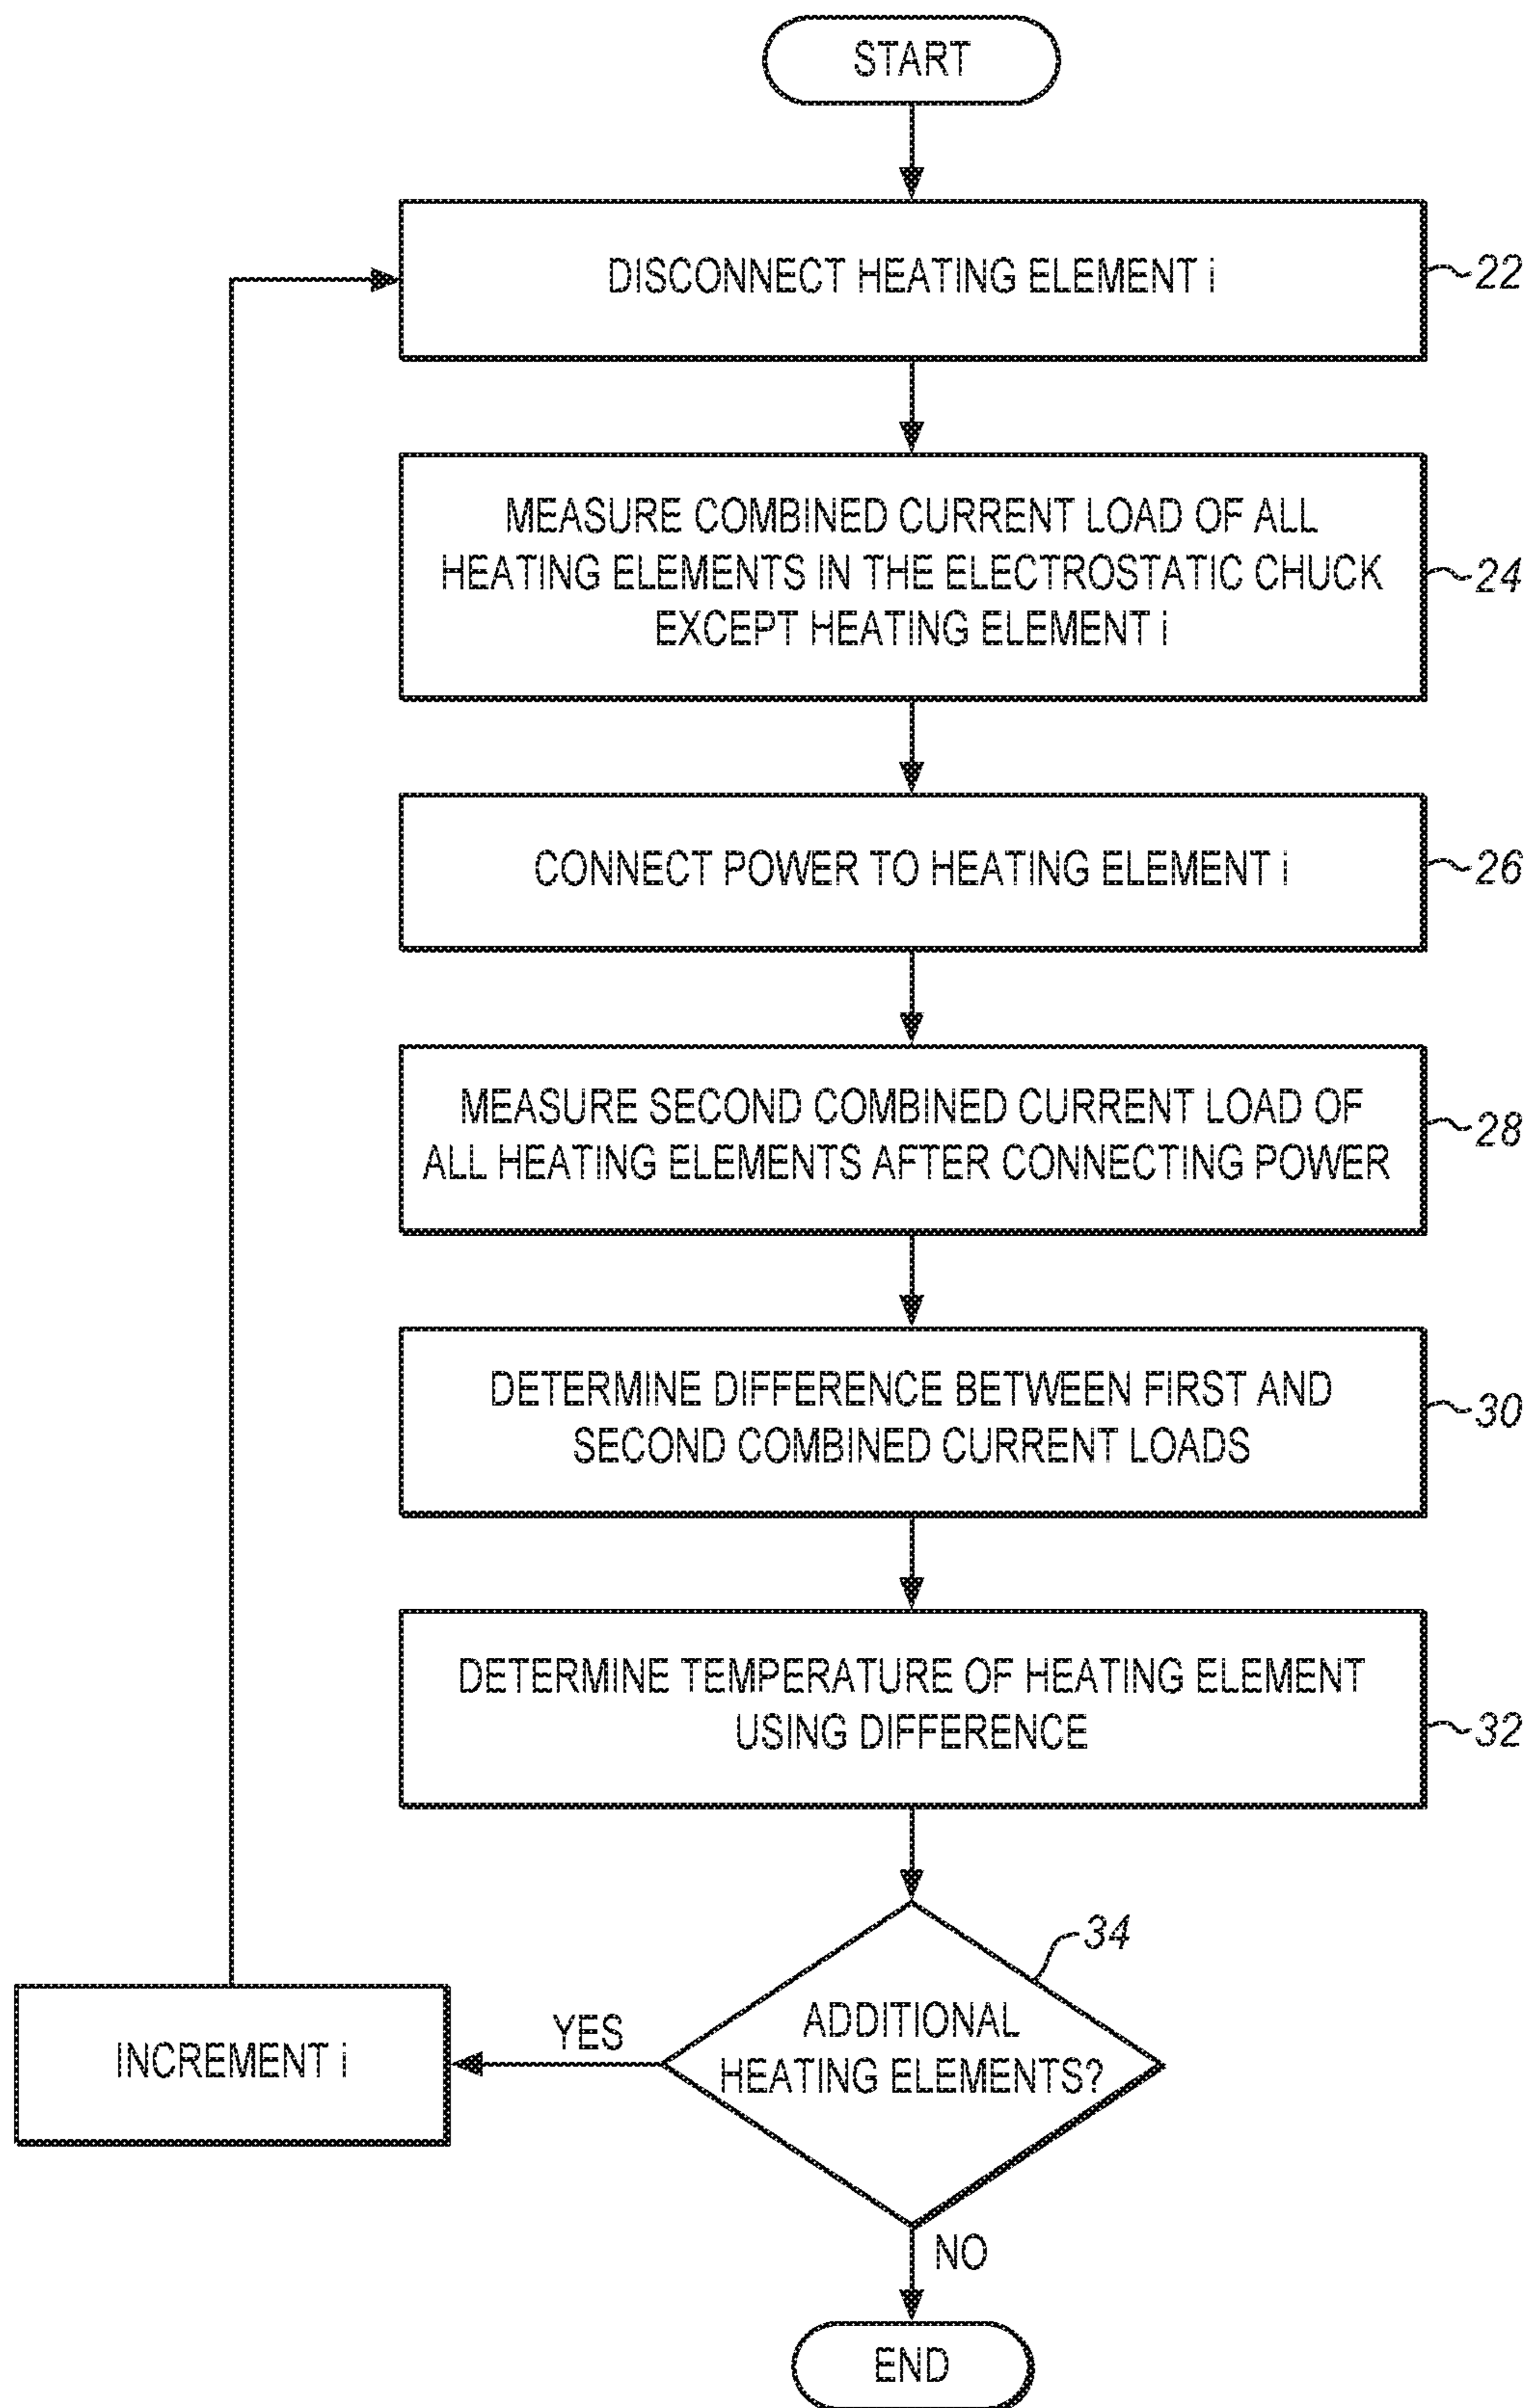 START
DISCONNECT HEATING ELEMENT i
22
MEASURE COMBINED CURRENT LOAD OF ALL
HEATING ELEMENTS IN THE ELECTROSTATIC CHUCK
EXCEPT HEATING ELEMENT i
24
CONNECT POWER TO HEATING ELEMENT i
26
MEASURE SECOND COMBINED CURRENT LOAD OF
ALL HEATING ELEMENTS AFTER CONNECTING POWER
28
DETERMINE DIFFERENCE BETWEEN FIRST AND
SECOND COMBINED CURRENT LOADS
30
DETERMINE TEMPERATURE OF HEATING ELEMENT
USING DIFFERENCE
32
34
ADDITIONAL
HEATING ELEMENTS?
YES
INCREMENT i
NO
END